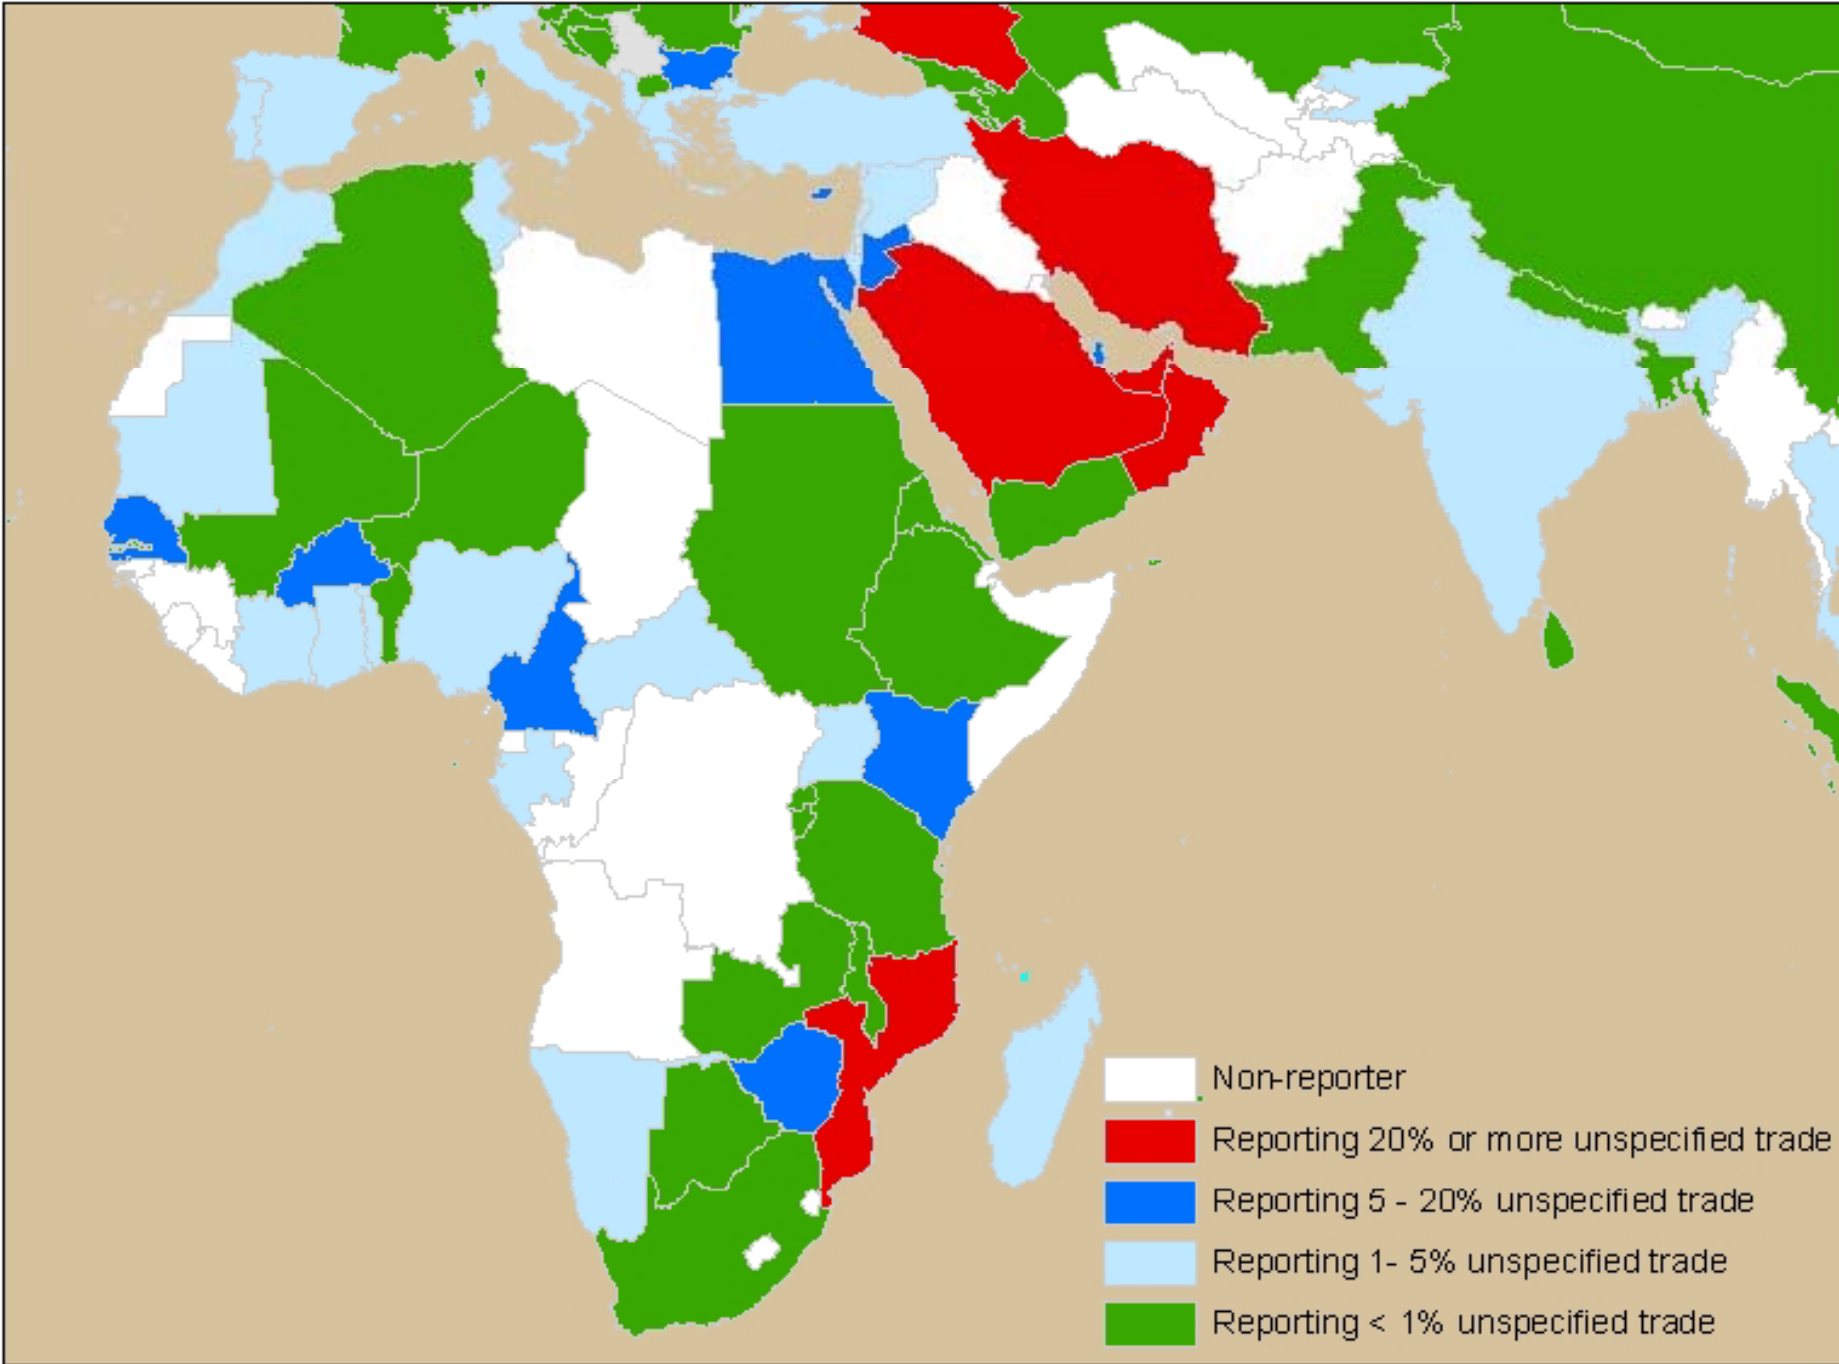 Non-reporter
Reporting 20% or more unspecified trade
Reporting 5 - 20% unspecified trade
Reporting 1- 5% unspecified trade
Reporting < 1% unspecified trade